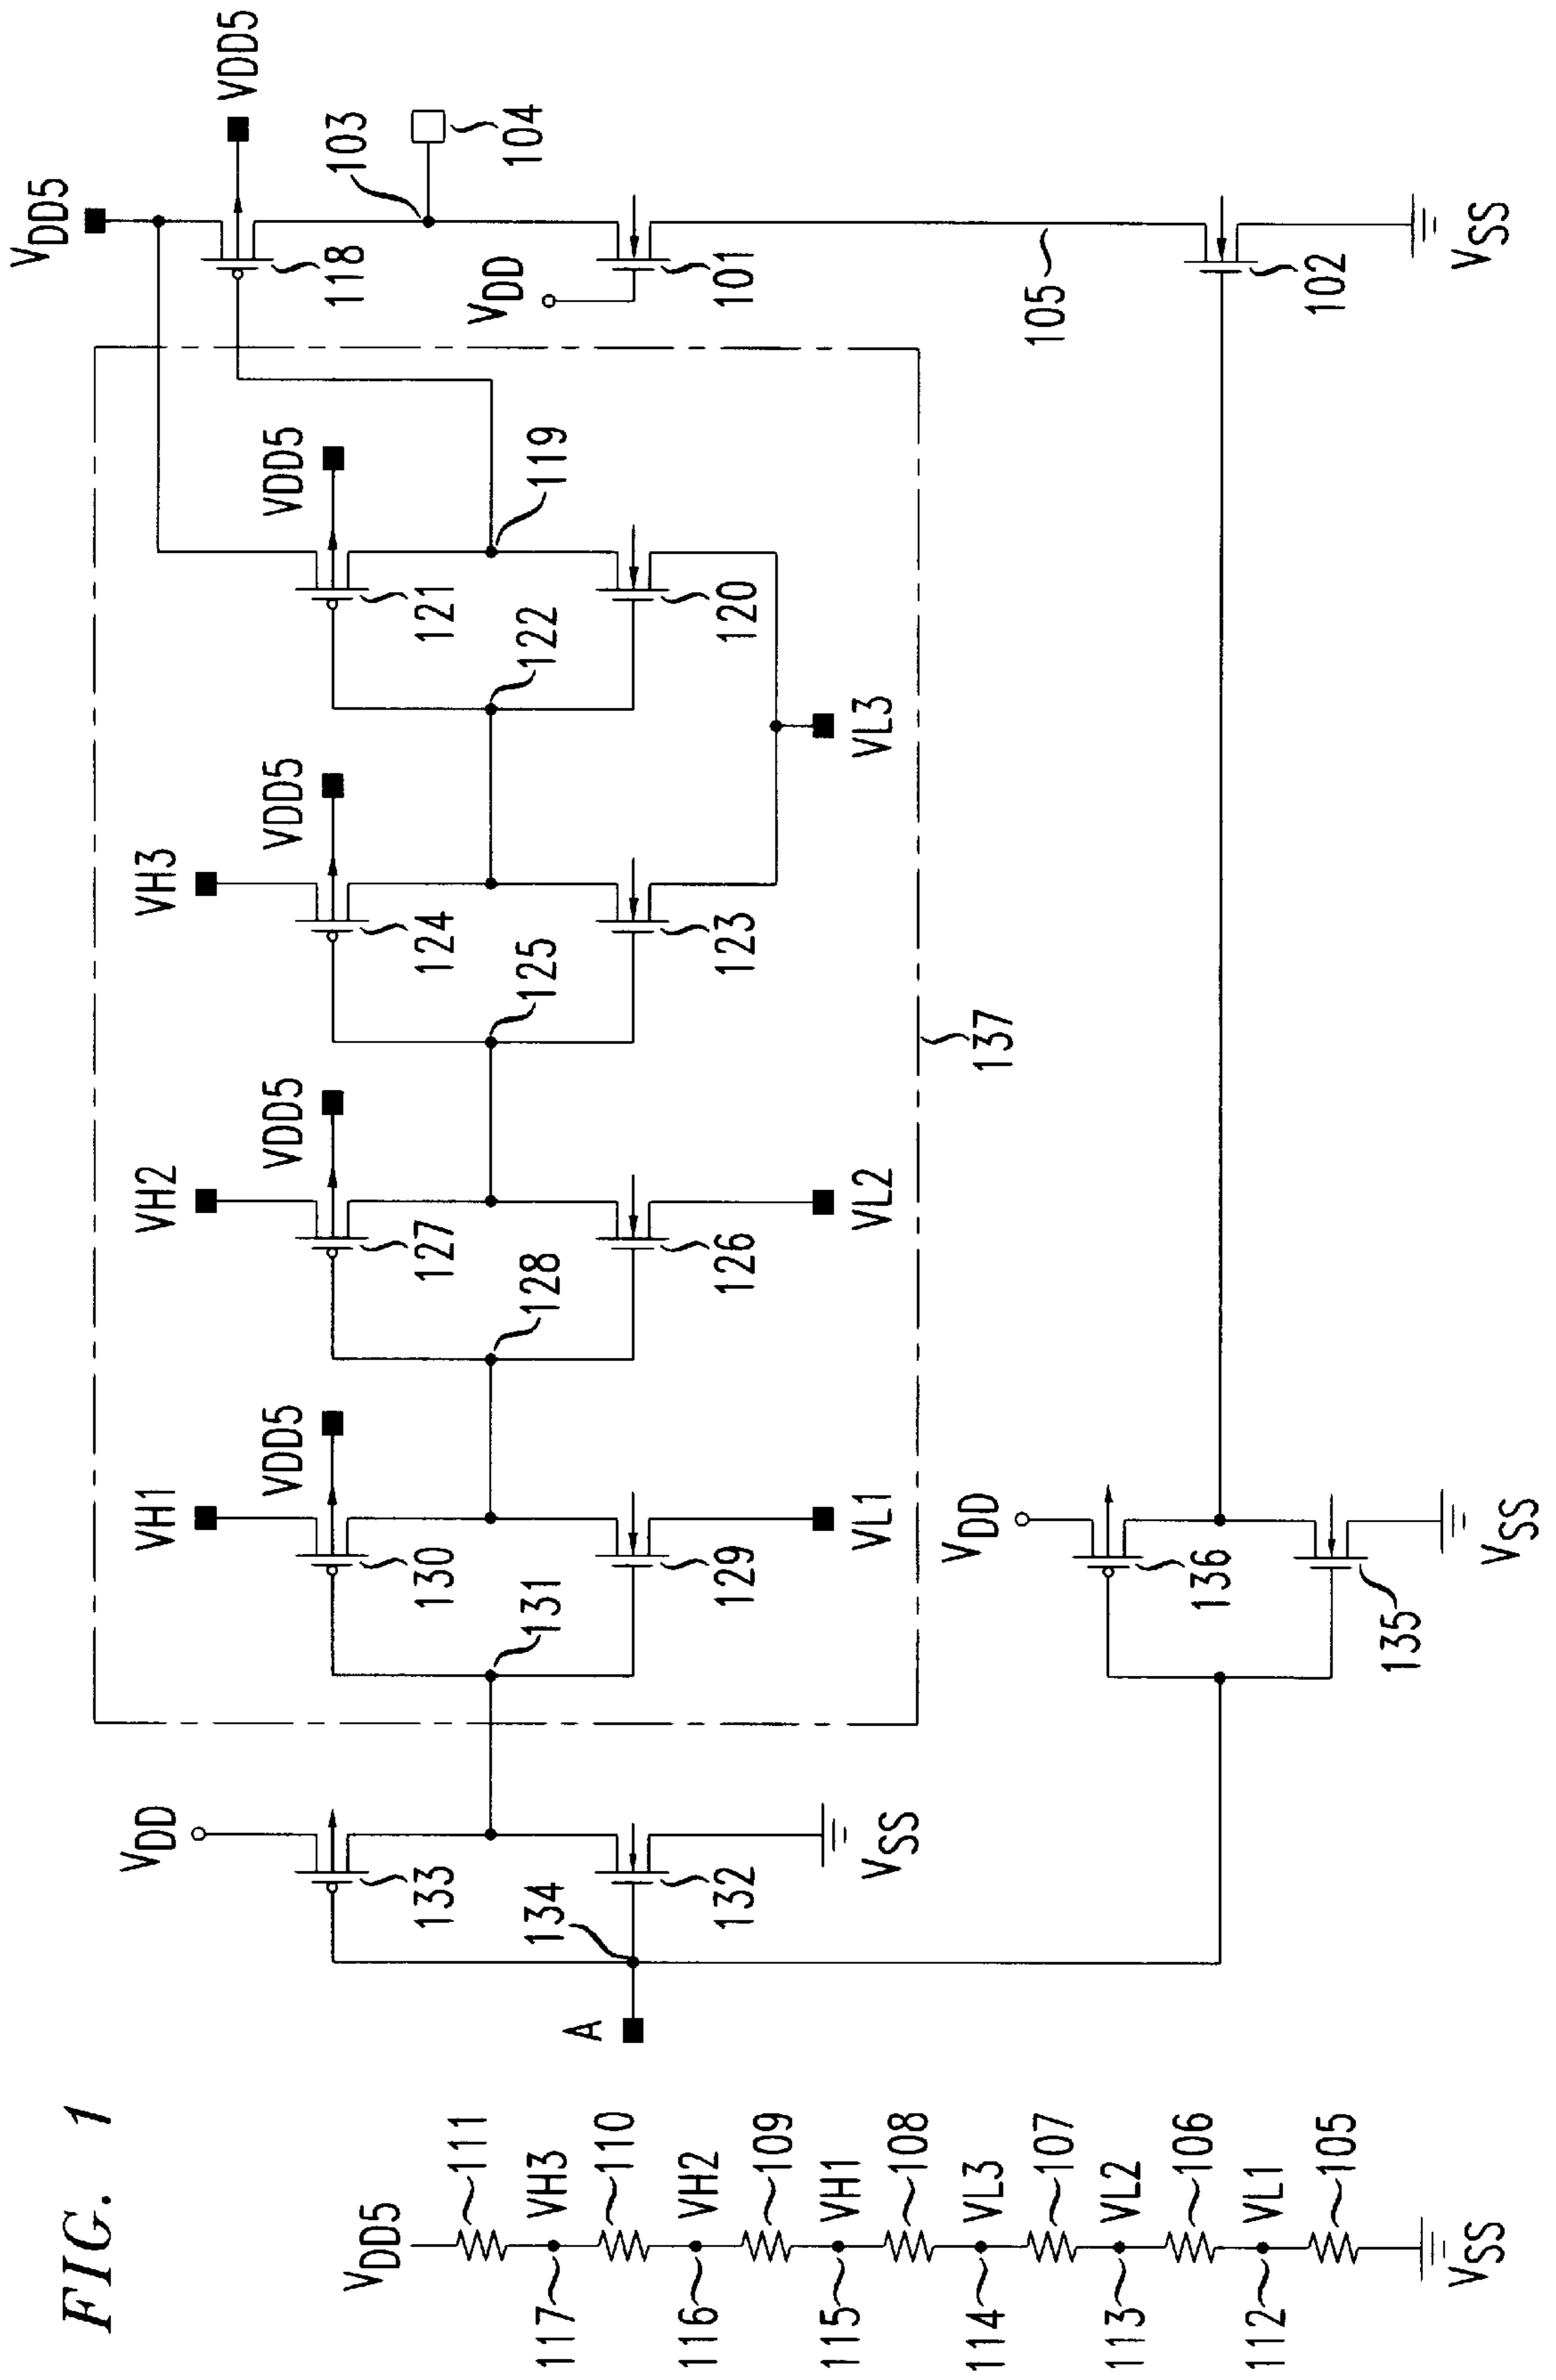 FIG. 1
VDD5
111
VH3
117
110
VH2
116
109
VH1
115
108
VL3
114
107
VL2
113
106
VL1
112
105
VSS
A
134
VDD
133
132
VSS
131
VH1
VDD5
130
129
VL1
128
VH2
VDD5
127
126
VL2
125
VH3
VDD5
124
123
VL3
122
VDD5
121
119
120
137
VDD
136
135
VSS
VDD5
VDD5
118
103
104
VDD
101
105
102
VSS